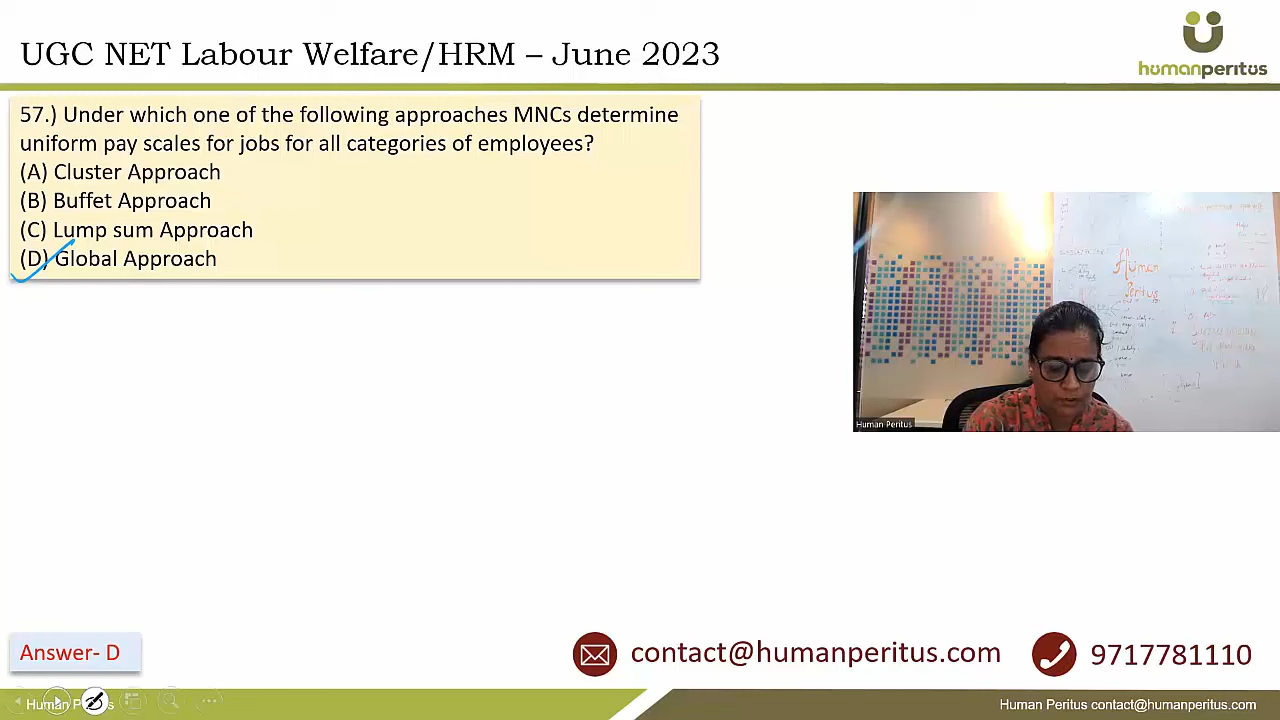 UGC NET Labour Welfare/HRM – June 2023
humanperitus
57.) Under which one of the following approaches MNCs determine
uniform pay scales for jobs for all categories of employees?
(A) Cluster Approach
(B) Buffet Approach
(C) Lump sum Approach
(D) Global Approach
Human
Peritus
Human Peritus
Answer- D
contact@humanperitus.com
9717781110
Human Peritus contact@humanperitus.com